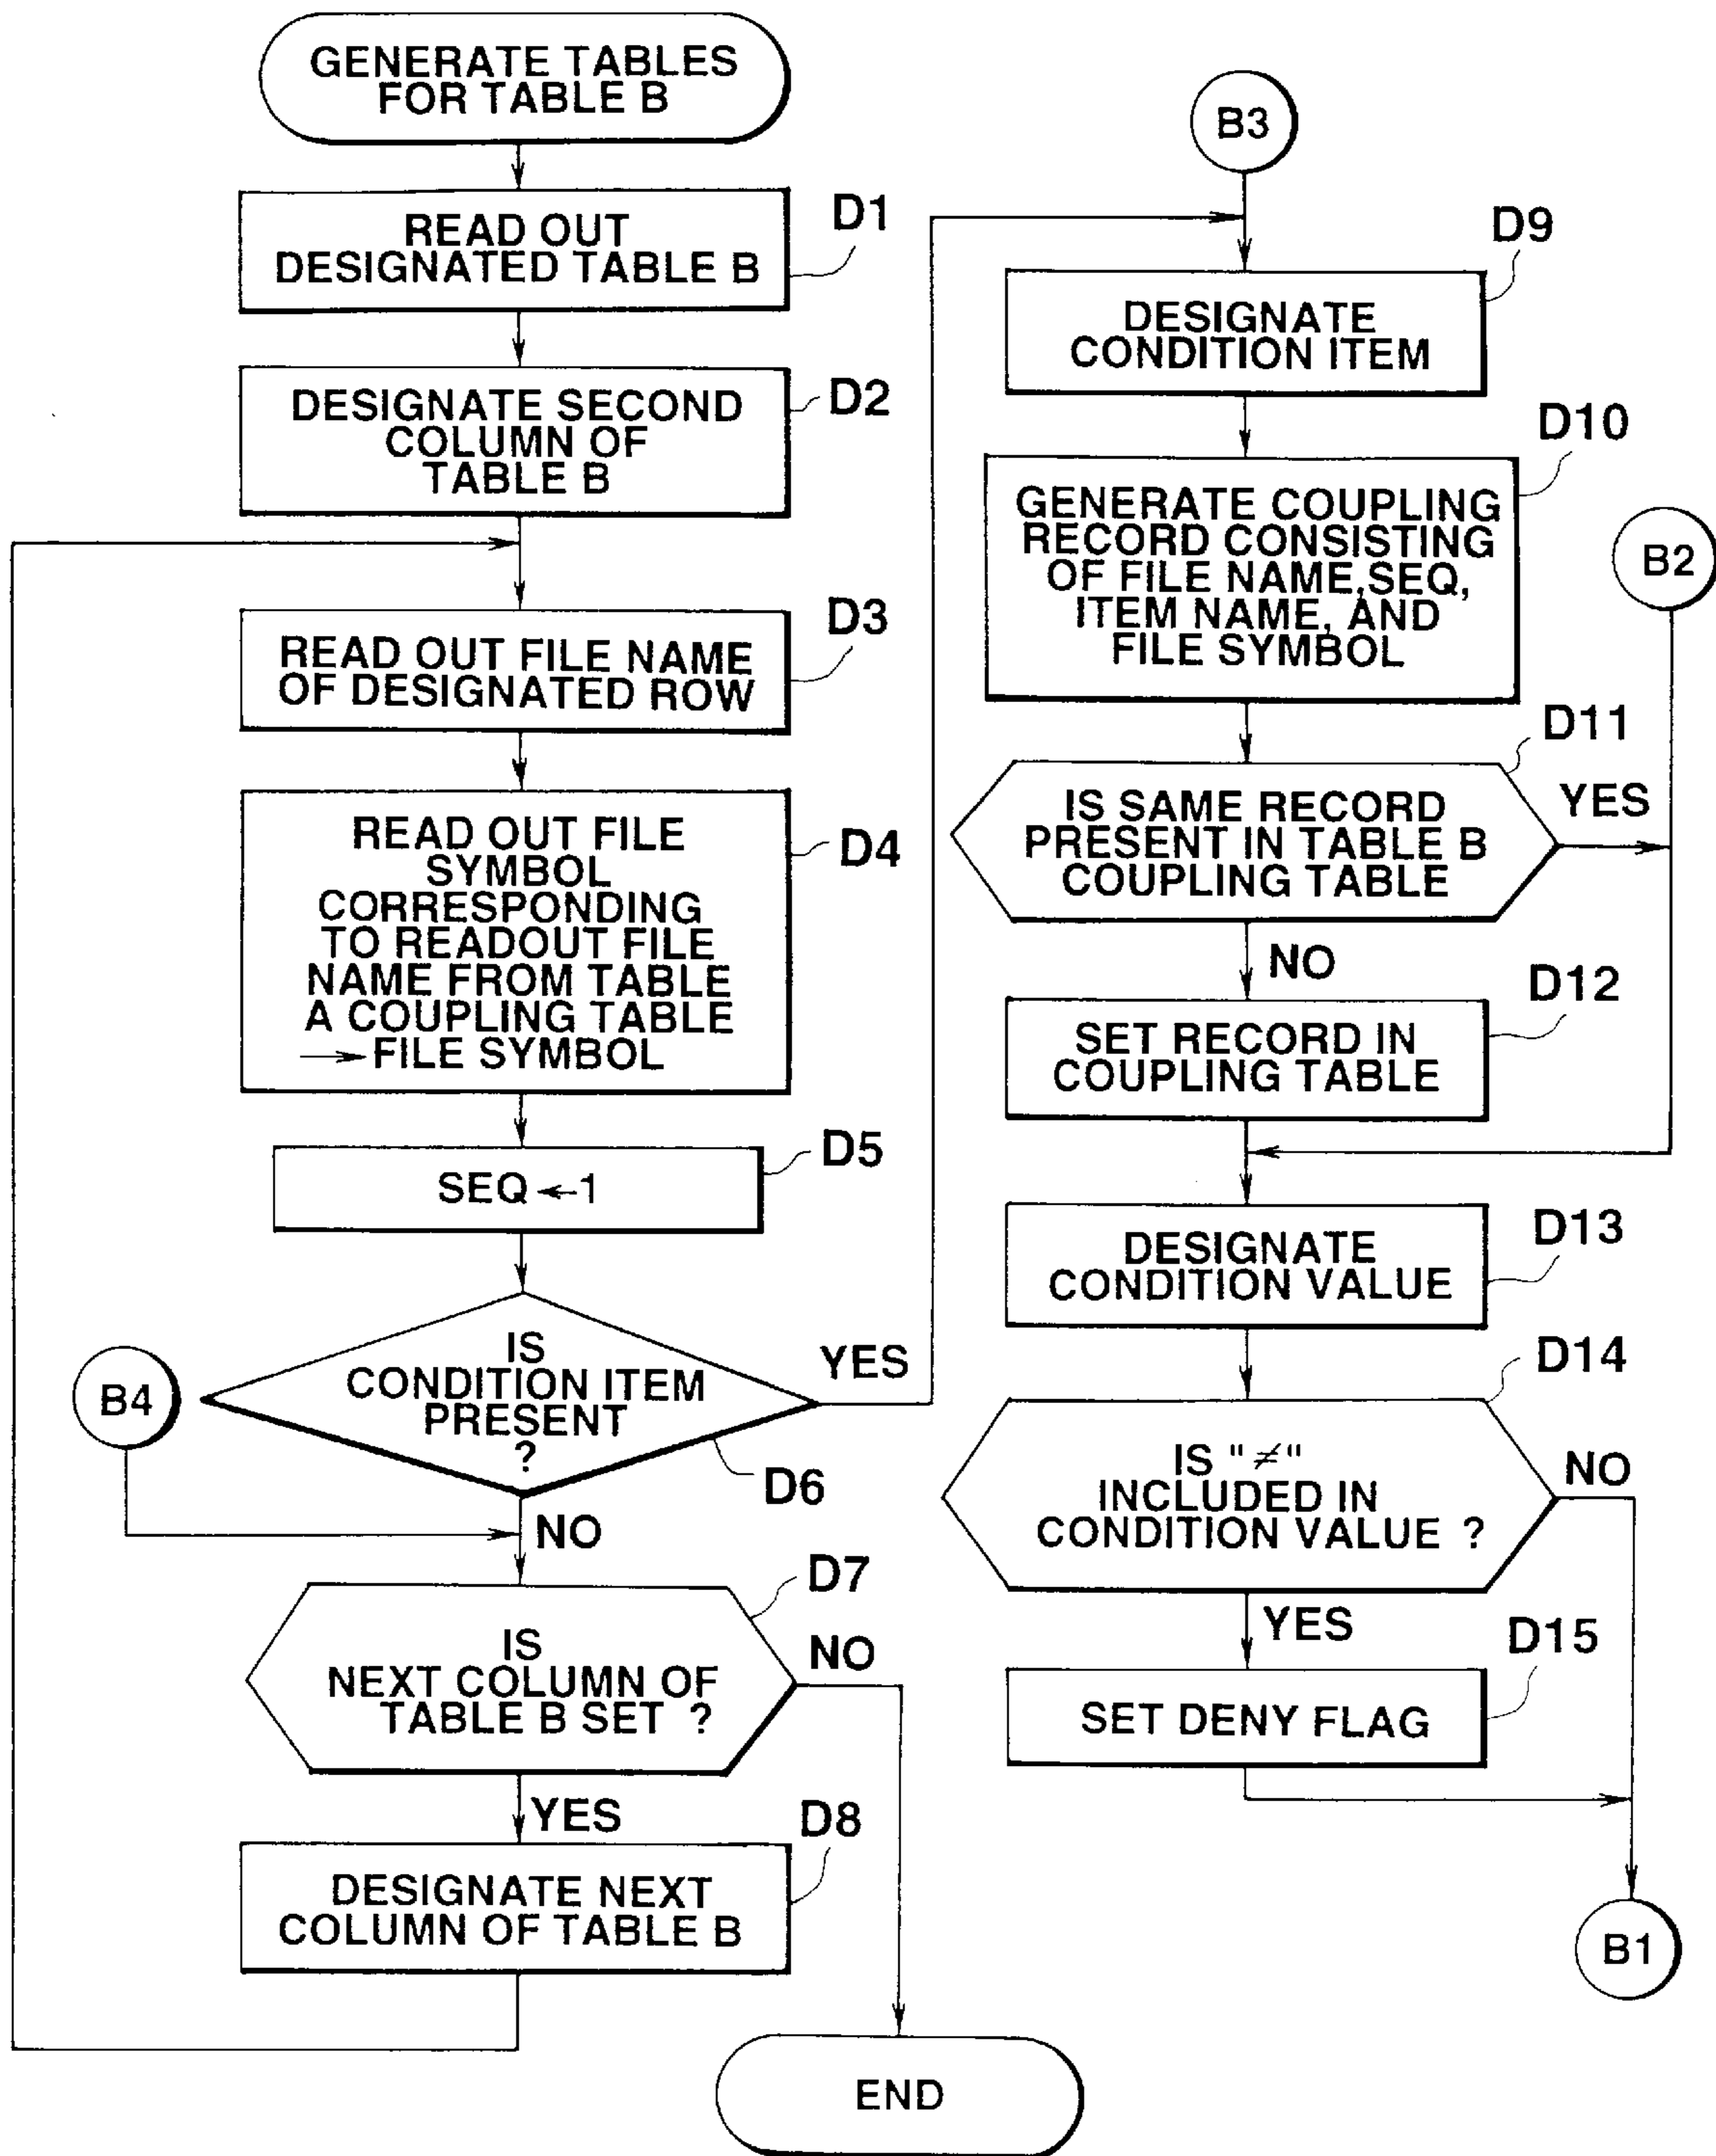 GENERATE TABLES
FOR TABLE B
READ OUT
DESIGNATED TABLE B
D1
DESIGNATE SECOND
COLUMN OF
TABLE B
D2
READ OUT FILE NAME
OF DESIGNATED ROW
D3
READ OUT FILE
SYMBOL
CORRESPONDING
TO READOUT FILE
NAME FROM TABLE
A COUPLING TABLE
→ FILE SYMBOL
D4
SEQ ← 1
D5
IS
CONDITION ITEM
PRESENT
?
YES
D6
B4
NO
IS
NEXT COLUMN OF
TABLE B SET ?
D7
NO
YES
DESIGNATE NEXT
COLUMN OF TABLE B
D8
END
B3
DESIGNATE
CONDITION ITEM
D9
GENERATE COUPLING
RECORD CONSISTING
OF FILE NAME,SEQ,
ITEM NAME, AND
FILE SYMBOL
D10
B2
IS SAME RECORD
PRESENT IN TABLE B
COUPLING TABLE
D11
YES
NO
SET RECORD IN
COUPLING TABLE
D12
DESIGNATE
CONDITION VALUE
D13
IS "≠"
INCLUDED IN
CONDITION VALUE ?
D14
NO
YES
SET DENY FLAG
D15
B1